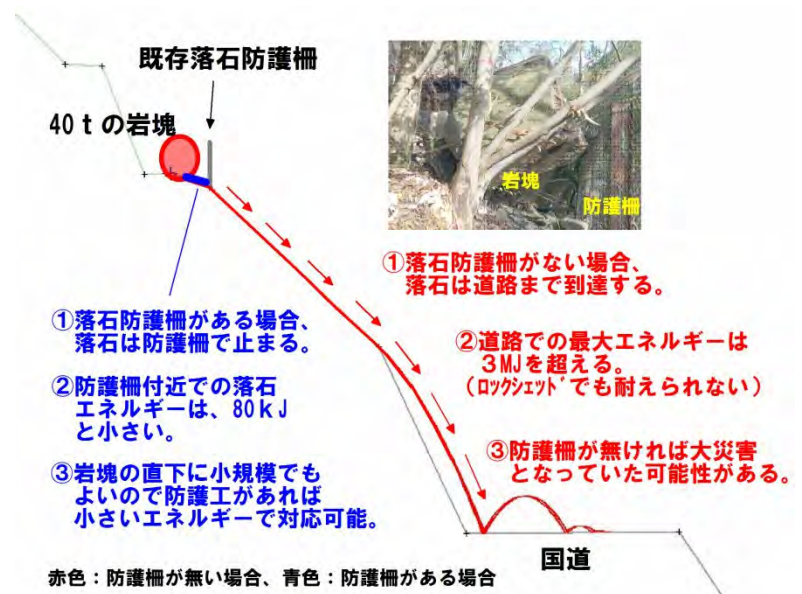 既存落石防護柵
40ｔの岩塊
岩塊
防護柵
①落石防護柵がない場合、
落石は道路まで到達する。
①落石防護柵がある場合、
落石は防護柵で止まる。
②道路での最大エネルギーは
３MJを超える。
（ﾛｯｸｼｪｯﾄﾞでも耐えられない）
②防護柵付近での落石
エネルギーは、80ｋJ
と小さい。
③防護柵が無ければ大災害
となっていた可能性がある。
③岩塊の直下に小規模でも
よいので防護工があれば
小さいエネルギーで対応可能。
国道
赤色：防護柵が無い場合、青色：防護柵がある場合